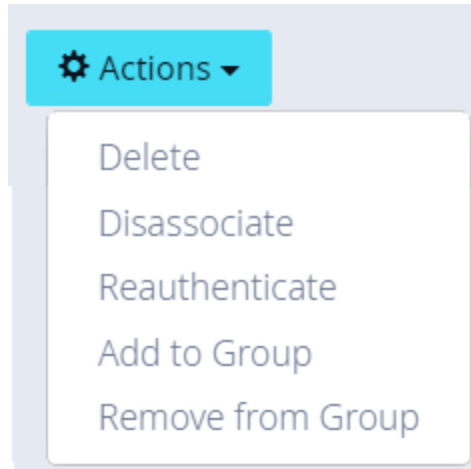 Actions
Delete
Disassociate
Reauthenticate
Add to Group
Remove from Group